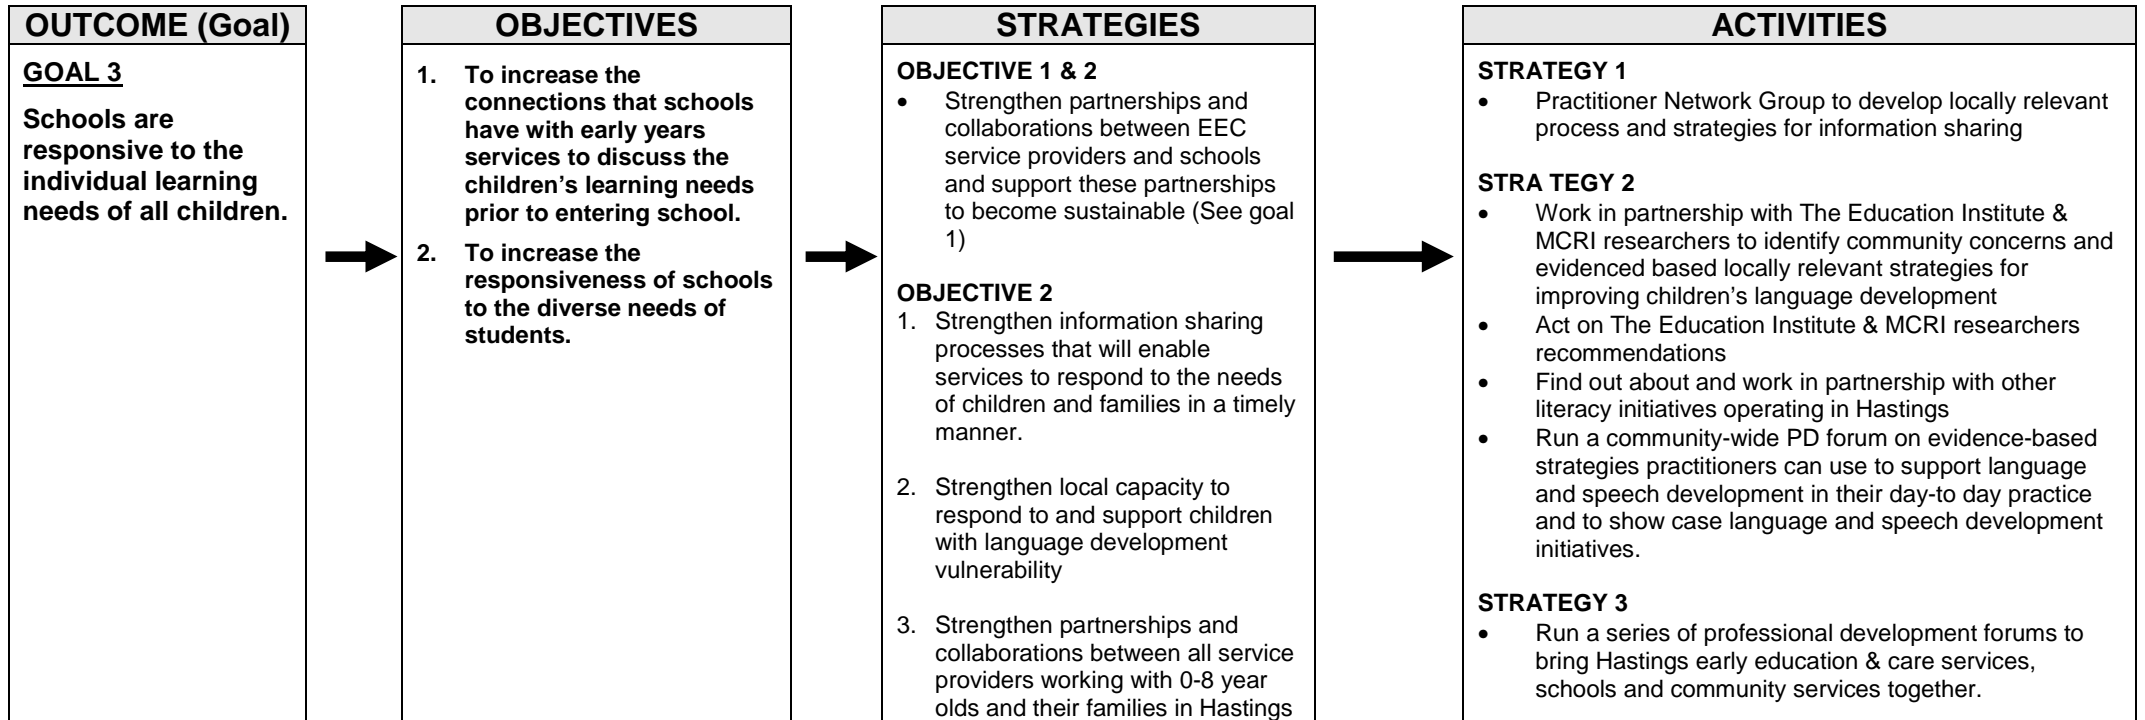 OUTCOME (Goal)
GOAL 3
Schools are
responsive to the
individual learning
needs of all children.
OBJECTIVES
1. To increase the
connections that schools
have with early years
services to discuss the
children's learning needs
prior to entering school.
2. To increase the
responsiveness of schools
to the diverse needs of
students.
STRATEGIES
OBJECTIVE 1 & 2
• Strengthen partnerships and
collaborations between EEC
service providers and schools
and support these partnerships
to become sustainable (See goal
1)
OBJECTIVE 2
1. Strengthen information sharing
processes that will enable
services to respond to the needs
of children and families in a timely
manner.
2. Strengthen local capacity to
respond to and support children
with language development
vulnerability
3. Strengthen partnerships and
collaborations between all service
providers working with 0-8 year
olds and their families in Hastings
ACTIVITIES
STRATEGY 1
• Practitioner Network Group to develop locally relevant
process and strategies for information sharing
STRA TEGY 2
• Work in partnership with The Education Institute &
MCRI researchers to identify community concerns and
evidenced based locally relevant strategies for
improving children's language development
• Act on The Education Institute & MCRI researchers
recommendations
• Find out about and work in partnership with other
literacy initiatives operating in Hastings
• Run a community-wide PD forum on evidence-based
strategies practitioners can use to support language
and speech development in their day-to day practice
and to show case language and speech development
initiatives.
STRATEGY 3
• Run a series of professional development forums to
bring Hastings early education & care services,
schools and community services together.